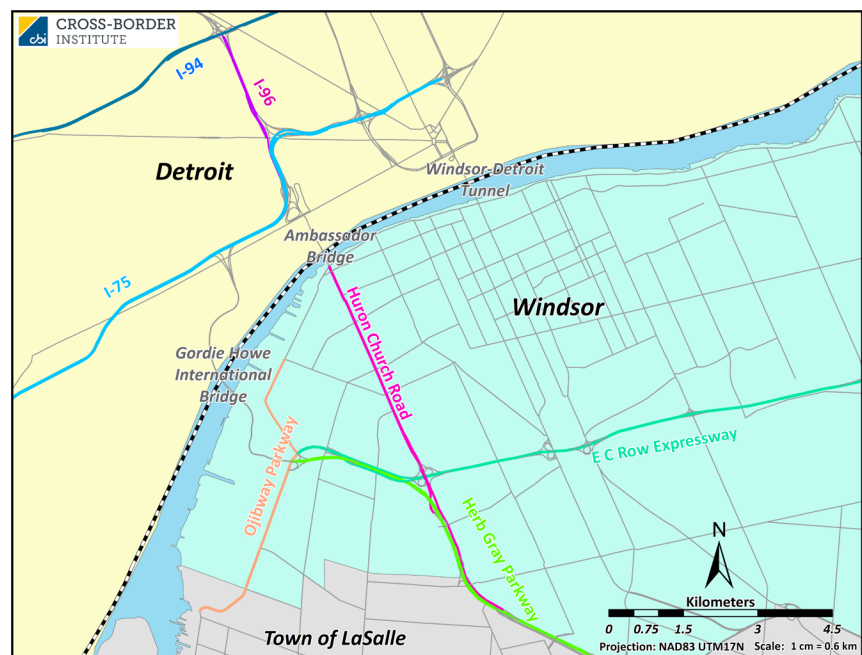 CROSS-BORDER
INSTITUTE
cbi
I-94
I-96
Detroit
Windsor-Detroit
Tunnel
Ambassador
Bridge
I-75
Huron Church Road
Windsor
Gordie Howe
International
Bridge
Ojibway Parkway
E C Row Expressway
Herb Gray Parkway
N
Kilometers
0 0.75 1.5 3 4.5
Projection: NAD83 UTM17N Scale: 1 cm = 0.6 km
Town of LaSalle